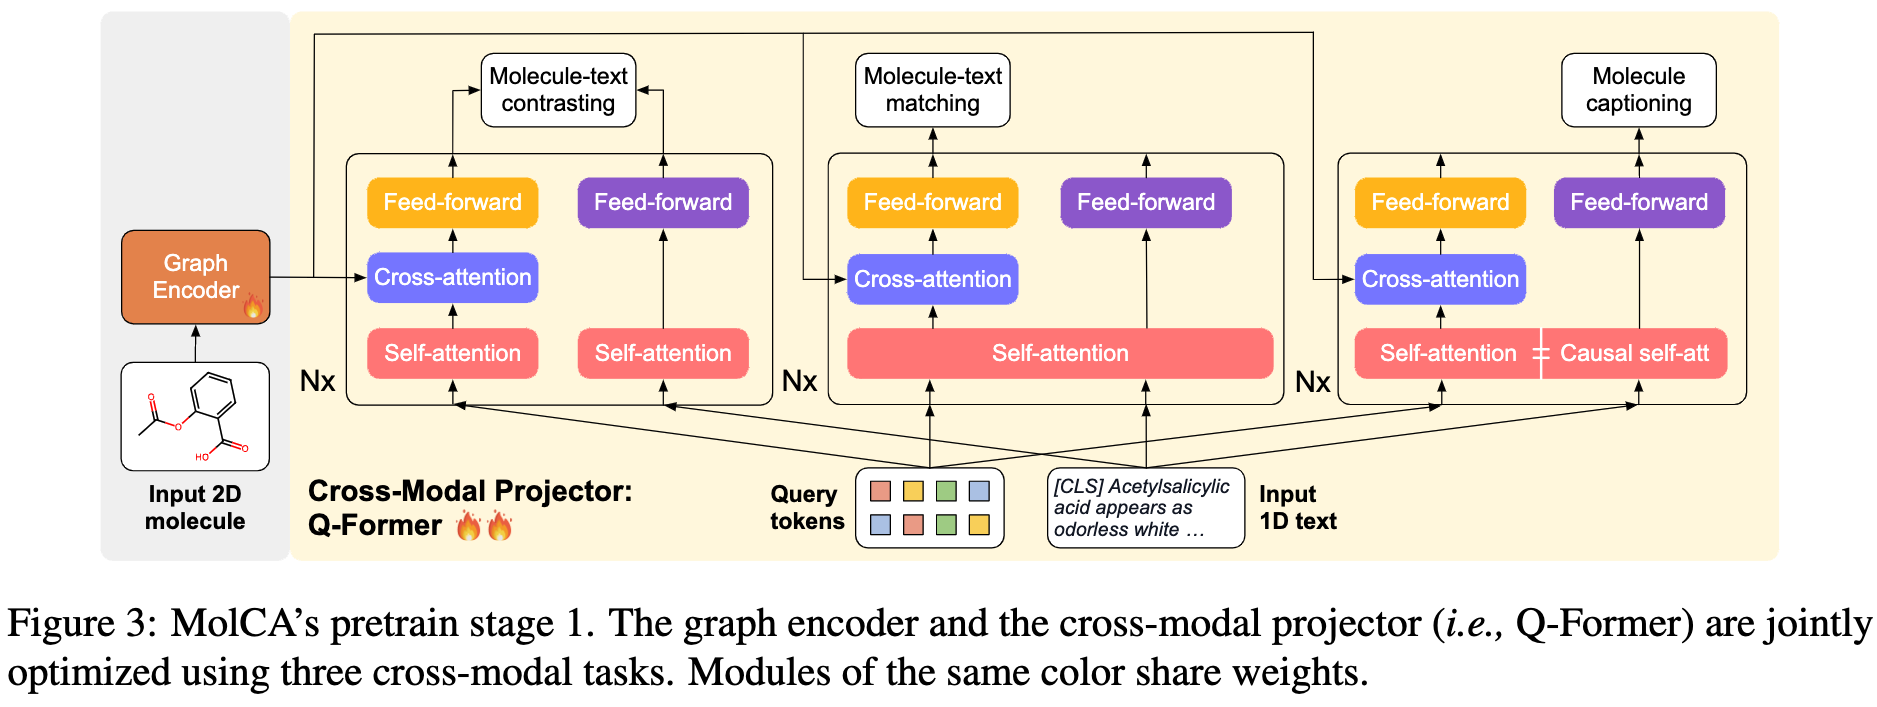 Molecule-text
contrasting
Molecule-text
matching
Molecule
captioning
Feed-forward
Feed-forward
Feed-forward
Feed-forward
Feed-forward
Feed-forward
Graph
Encoder
Cross-attention
Cross-attention
Cross-attention
Self-attention
Self-attention
Self-attention
Self-attention
Causal self-att
Nx
Nx
Nx
O
O
O
HO
Input 2D
molecule
Cross-Modal Projector:
Q-Former
Query
tokens
[CLS] Acetylsalicylic
acid appears as
odorless white ...
Input
1D text
Figure 3: MolCA's pretrain stage 1. The graph encoder and the cross-modal projector (i.e., Q-Former) are jointly
optimized using three cross-modal tasks. Modules of the same color share weights.